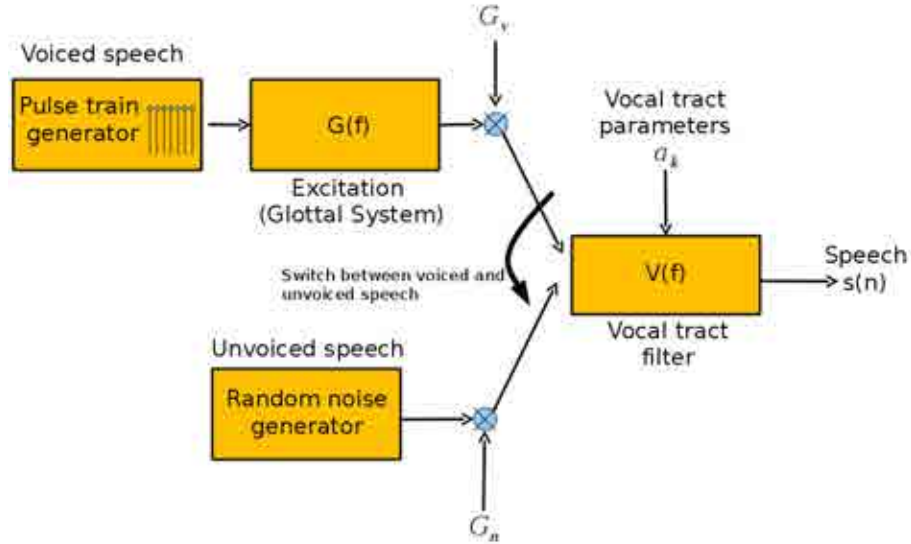 G_v
Voiced speech
Pulse train
generator
G(f)
Excitation
(Glottal System)
Vocal tract
parameters
a_k
Switch between voiced and
unvoiced speech
V(f)
Vocal tract
filter
Speech
s(n)
Unvoiced speech
Random noise
generator
G_n